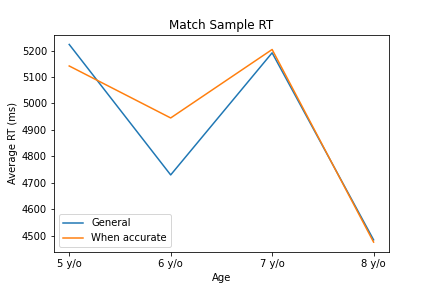 Match Sample RT
Average RT (ms)
5200
5100
5000
4900
4800
4700
4600
4500
General
When accurate
5 y/o
6 y/o
7 y/o
8 y/o
Age